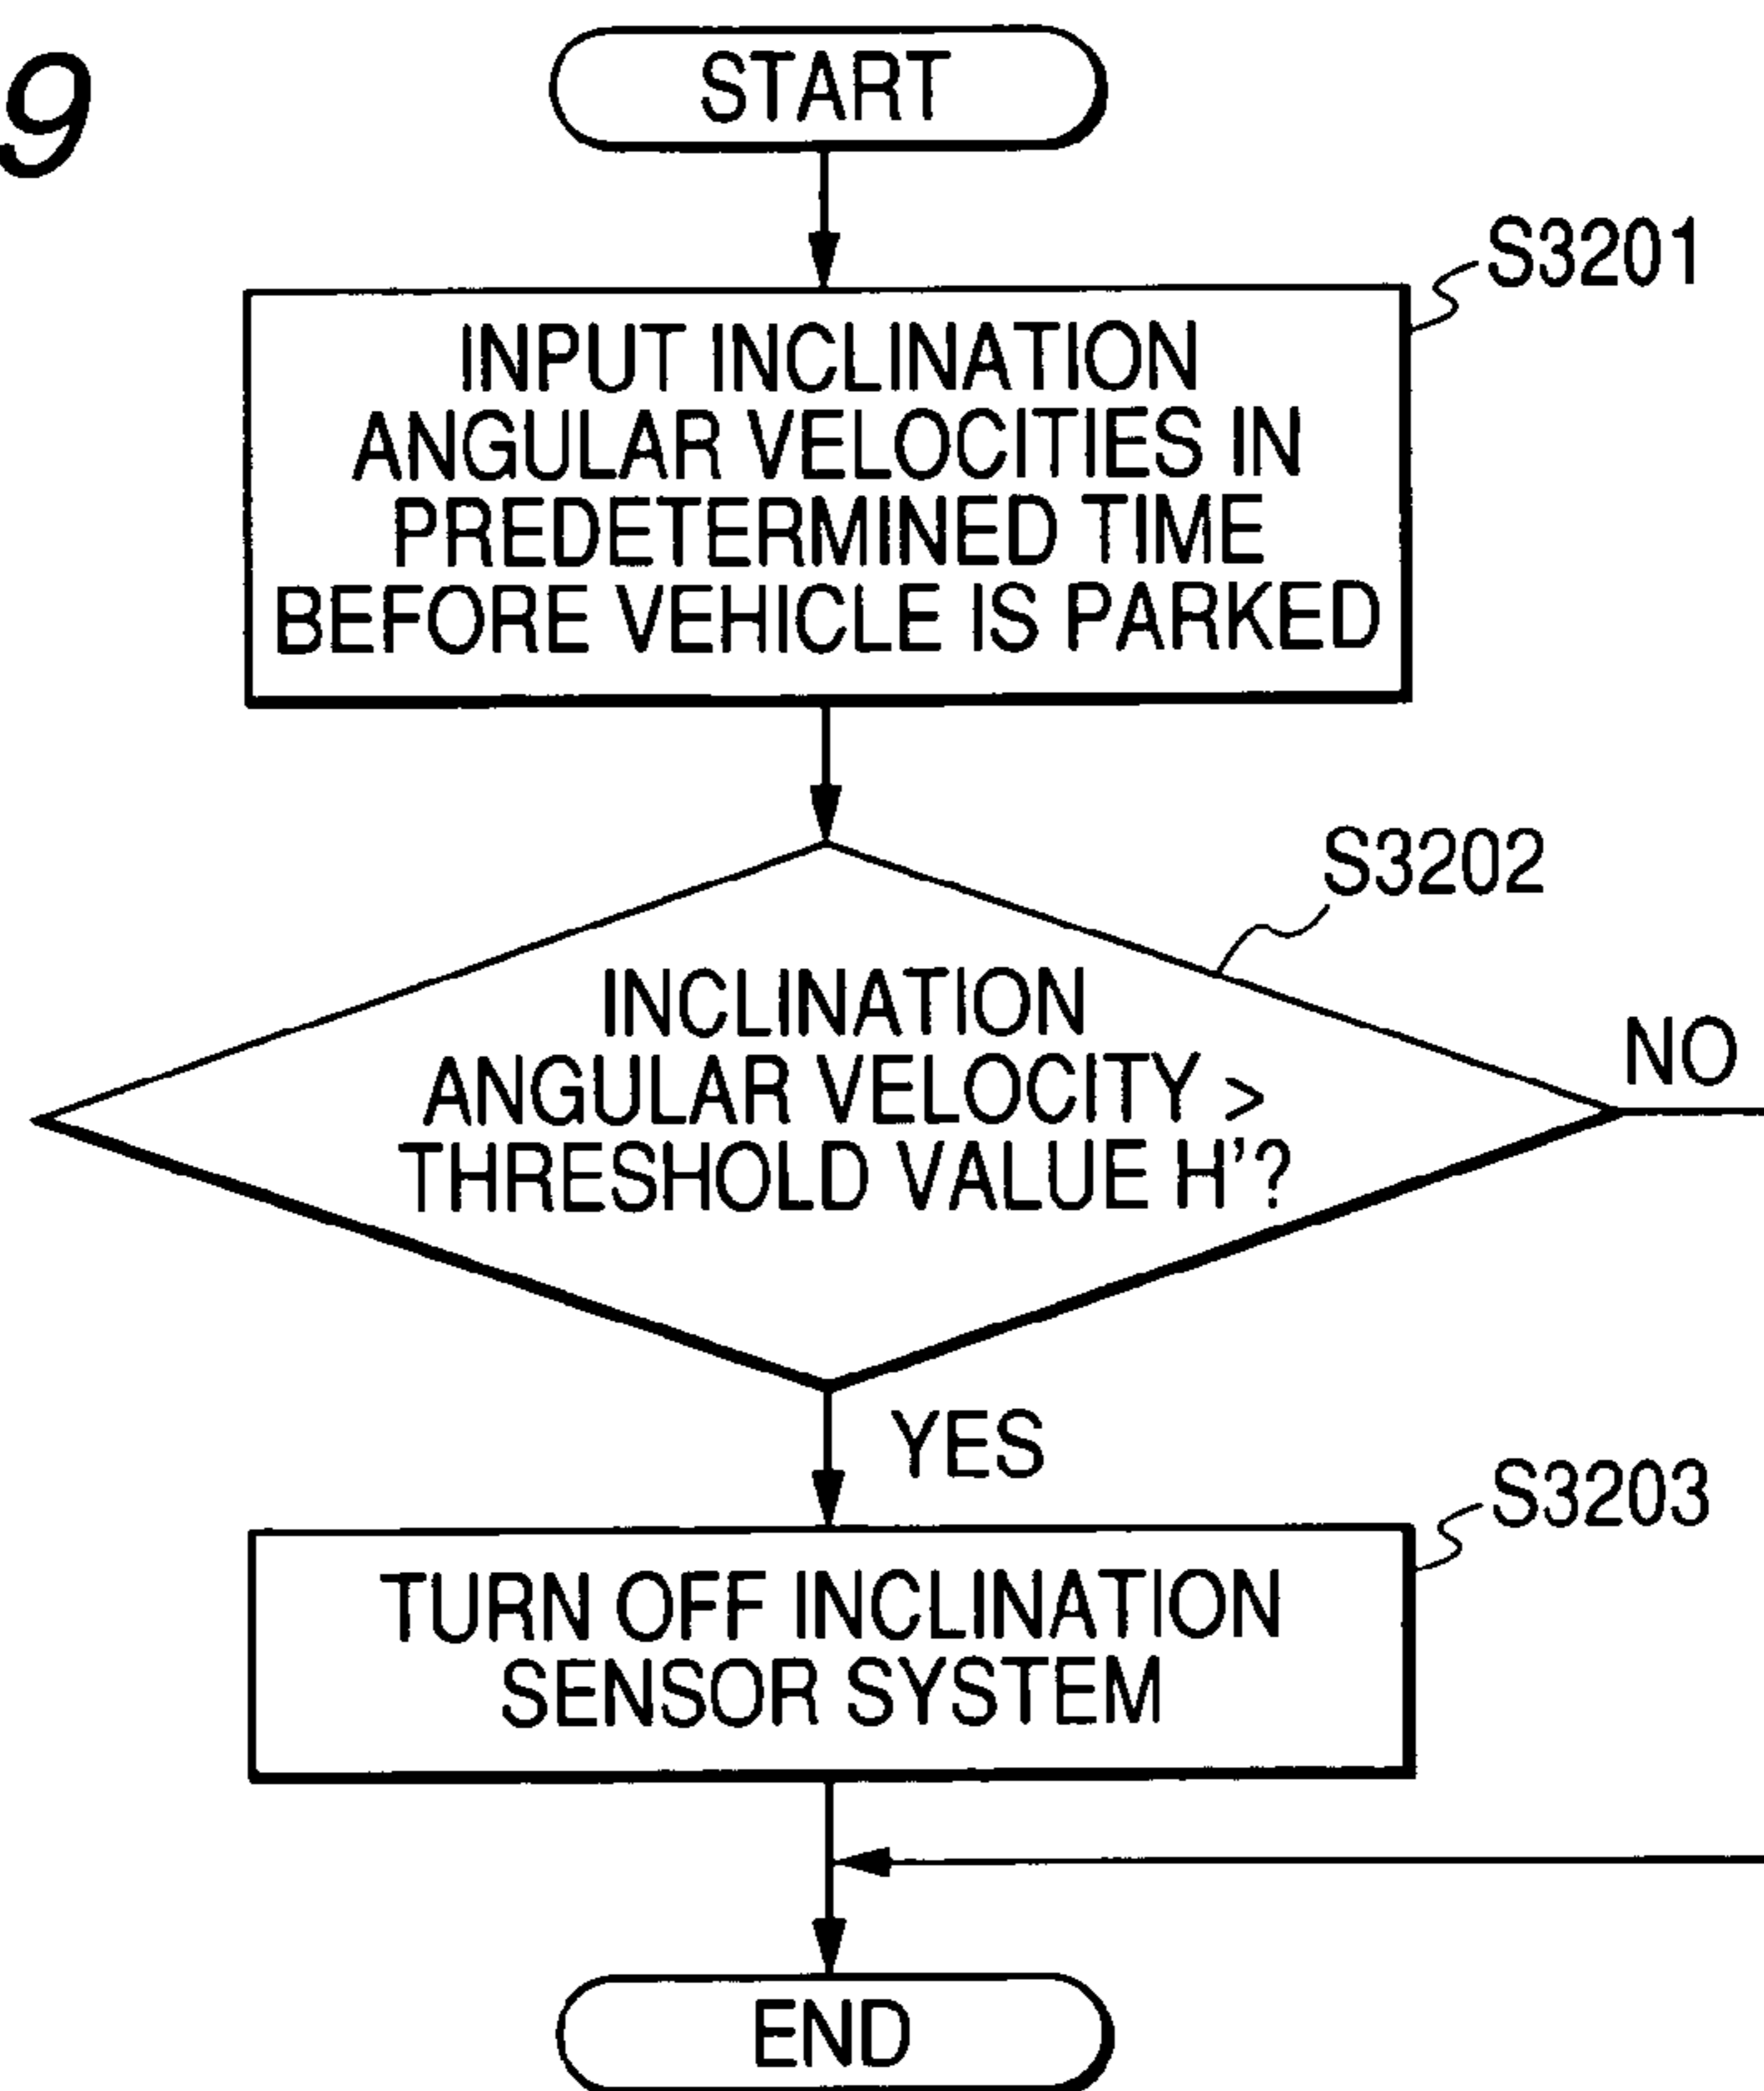 9
START
S3201
INPUT INCLINATION
ANGULAR VELOCITIES IN
PREDETERMINED TIME
BEFORE VEHICLE IS PARKED
S3202
INCLINATION
ANGULAR VELOCITY >
THRESHOLD VALUE H'?
NO
YES
S3203
TURN OFF INCLINATION
SENSOR SYSTEM
END